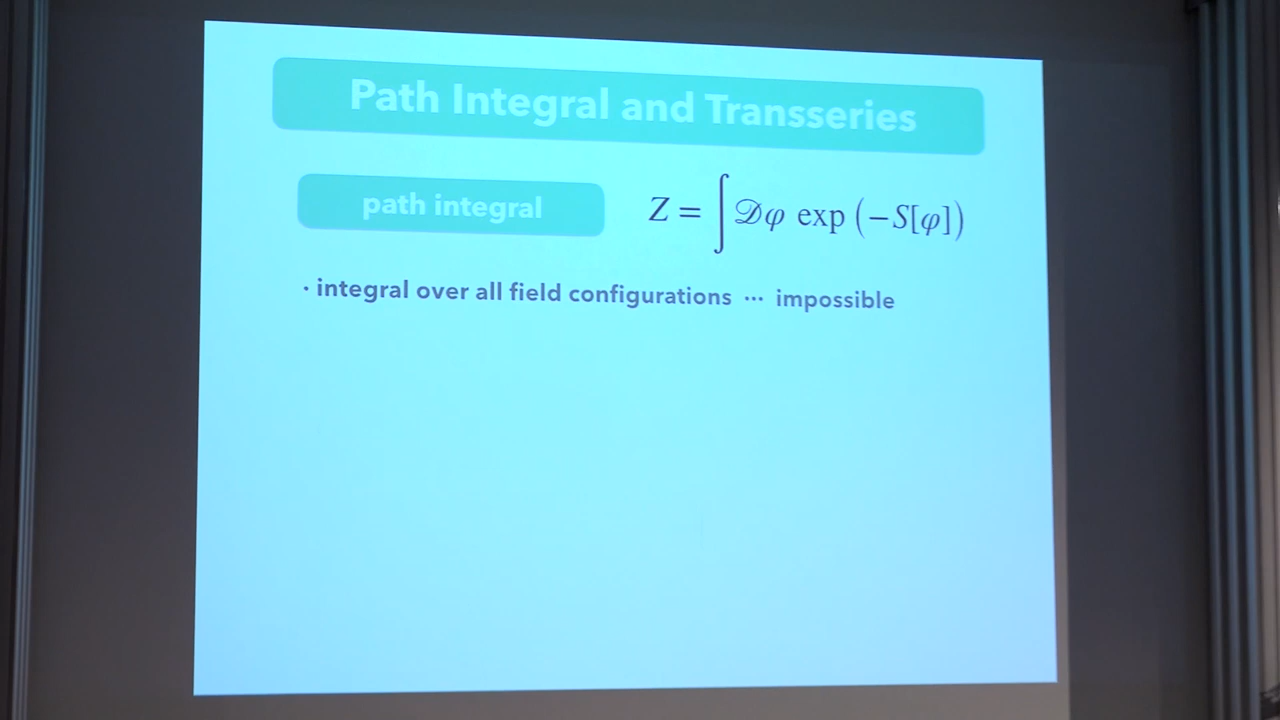 Path Integral and Transseries
path integral
Z = ∫ 𝒟φ exp (−S[φ])
· integral over all field configurations ··· impossible